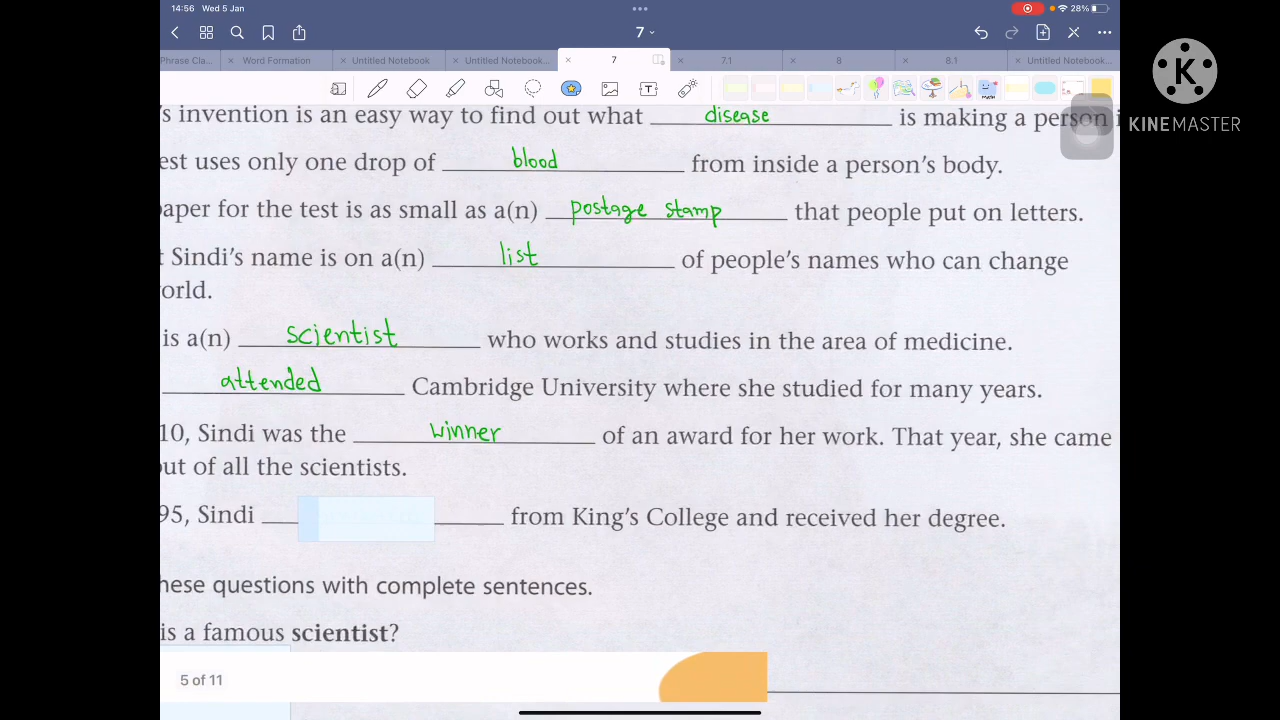 14:56 Wed 5 Jan
28%
7
Phrase Cla...
Word Formation
Untitled Notebook
Untitled Notebook...
7
7.1
8
8.1
Untitled Notebook...
K KINEMASTER
's invention is an easy way to find out what disease is making a person
est uses only one drop of blood from inside a person's body.
paper for the test is as small as a(n) postage stamp that people put on letters.
t Sindi's name is on a(n) list of people's names who can change
orld.
is a(n) scientist who works and studies in the area of medicine.
attended Cambridge University where she studied for many years.
10, Sindi was the winner of an award for her work. That year, she came
out of all the scientists.
95, Sindi from King's College and received her degree.
hese questions with complete sentences.
is a famous scientist?
5 of 11